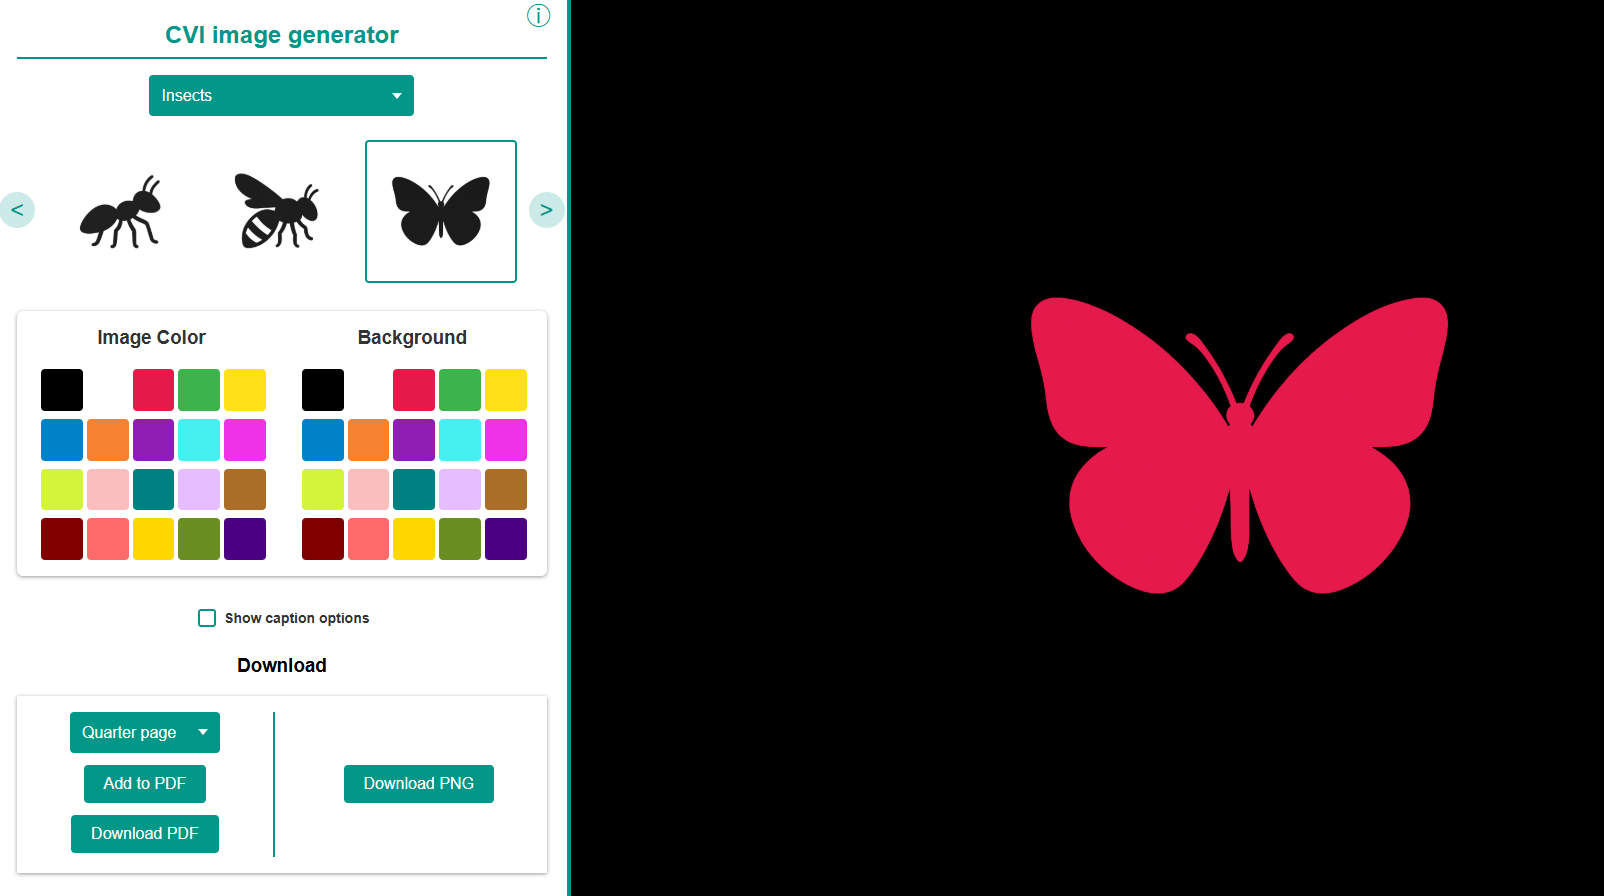 CVI image generator
Insects
<
>
Image Color
Background
Show caption options
Download
Quarter page
Add to PDF
Download PDF
Download PNG